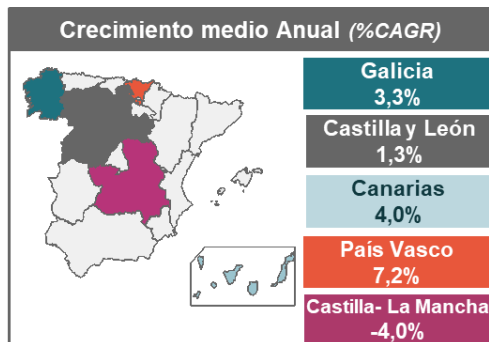 Crecimiento medio Anual (%CAGR)
Galicia
3,3%
Castilla y León
1,3%
Canarias
4,0%
País Vasco
7,2%
Castilla- La Mancha
-4,0%